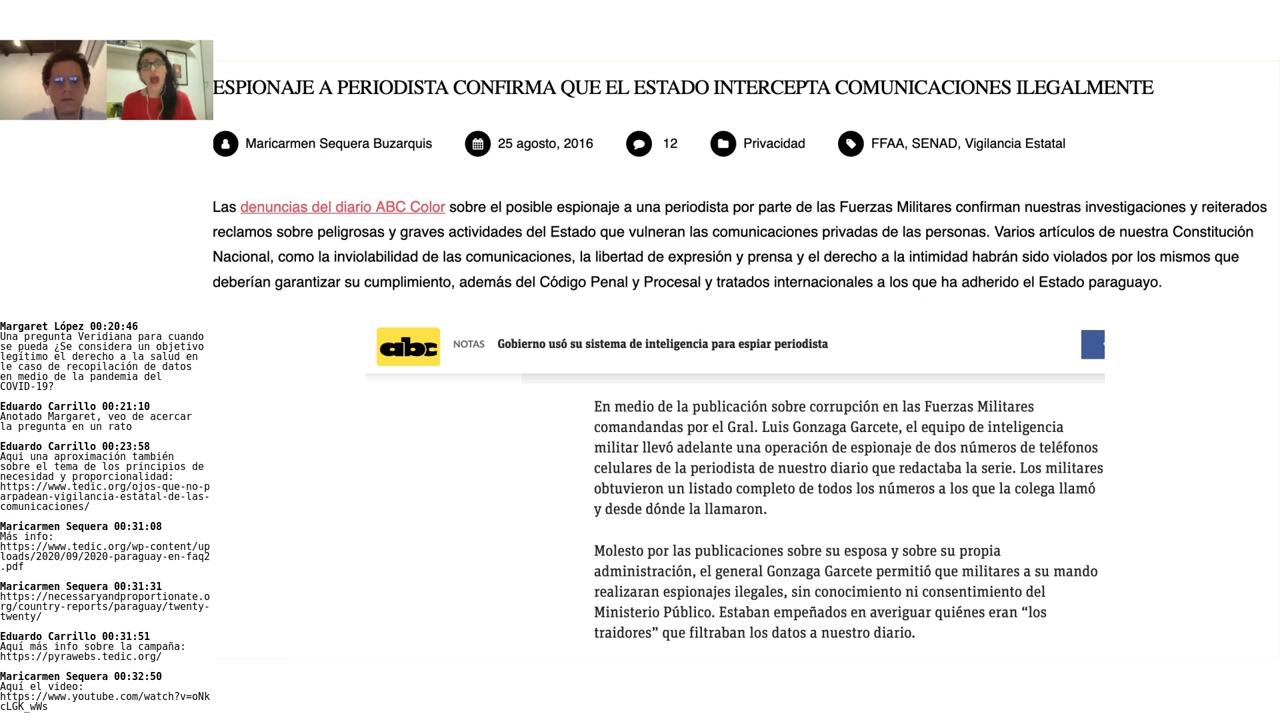 ESPIONAJE A PERIODISTA CONFIRMA QUE EL ESTADO INTERCEPTA COMUNICACIONES ILEGALMENTE
Maricarmen Sequera Buzarquis 25 agosto, 2016 12 Privacidad FFAA, SENAD, Vigilancia Estatal
Las denuncias del diario ABC Color sobre el posible espionaje a una periodista por parte de las Fuerzas Militares confirman nuestras investigaciones y reiterados
reclamos sobre peligrosas y graves actividades del Estado que vulneran las comunicaciones privadas de las personas. Varios artículos de nuestra Constitución
Nacional, como la inviolabilidad de las comunicaciones, la libertad de expresión y prensa y el derecho a la intimidad habrán sido violados por los mismos que
deberían garantizar su cumplimiento, además del Código Penal y Procesal y tratados internacionales a los que ha adherido el Estado paraguayo.
abc NOTAS Gobierno usó su sistema de inteligencia para espiar periodista
En medio de la publicación sobre corrupción en las Fuerzas Militares
comandandas por el Gral. Luis Gonzaga Garcete, el equipo de inteligencia
militar llevó adelante una operación de espionaje de dos números de teléfonos
celulares de la periodista de nuestro diario que redactaba la serie. Los militares
obtuvieron un listado completo de todos los números a los que la colega llamó
y desde dónde la llamaron.
Molesto por las publicaciones sobre su esposa y sobre su propia
administración, el general Gonzaga Garcete permitió que militares a su mando
realizaran espionajes ilegales, sin conocimiento ni consentimiento del
Ministerio Público. Estaban empeñados en averiguar quiénes eran “los
traidores” que filtraban los datos a nuestro diario.
Margaret López 00:20:46
Una pregunta Veridiana para cuando
se pueda ¿Se considera un objetivo
legítimo el derecho a la salud en
le caso de recopilación de datos
en medio de la pandemia del
COVID-19?
Eduardo Carrillo 00:21:10
Anotado Margaret, veo de acercar
la pregunta en un rato
Eduardo Carrillo 00:23:58
Aqui una aproximación también
sobre el tema de los principios de
necesidad y proporcionalidad:
https://www.tedic.org/ojos-que-no-p
arpadean-vigilancia-estatal-de-las-
comunicaciones/
Maricarmen Sequera 00:31:08
Más info:
https://www.tedic.org/wp-content/up
loads/2020/09/2020-paraguay-en-faq2
.pdf
Maricarmen Sequera 00:31:31
https://necessaryandproportionate.o
rg/country-reports/paraguay/twenty-
twenty/
Eduardo Carrillo 00:31:51
Aquí más info sobre la campaña:
https://pyrawebs.tedic.org/
Maricarmen Sequera 00:32:50
Aquí el video:
https://www.youtube.com/watch?v=oNk
cLGK_wWs